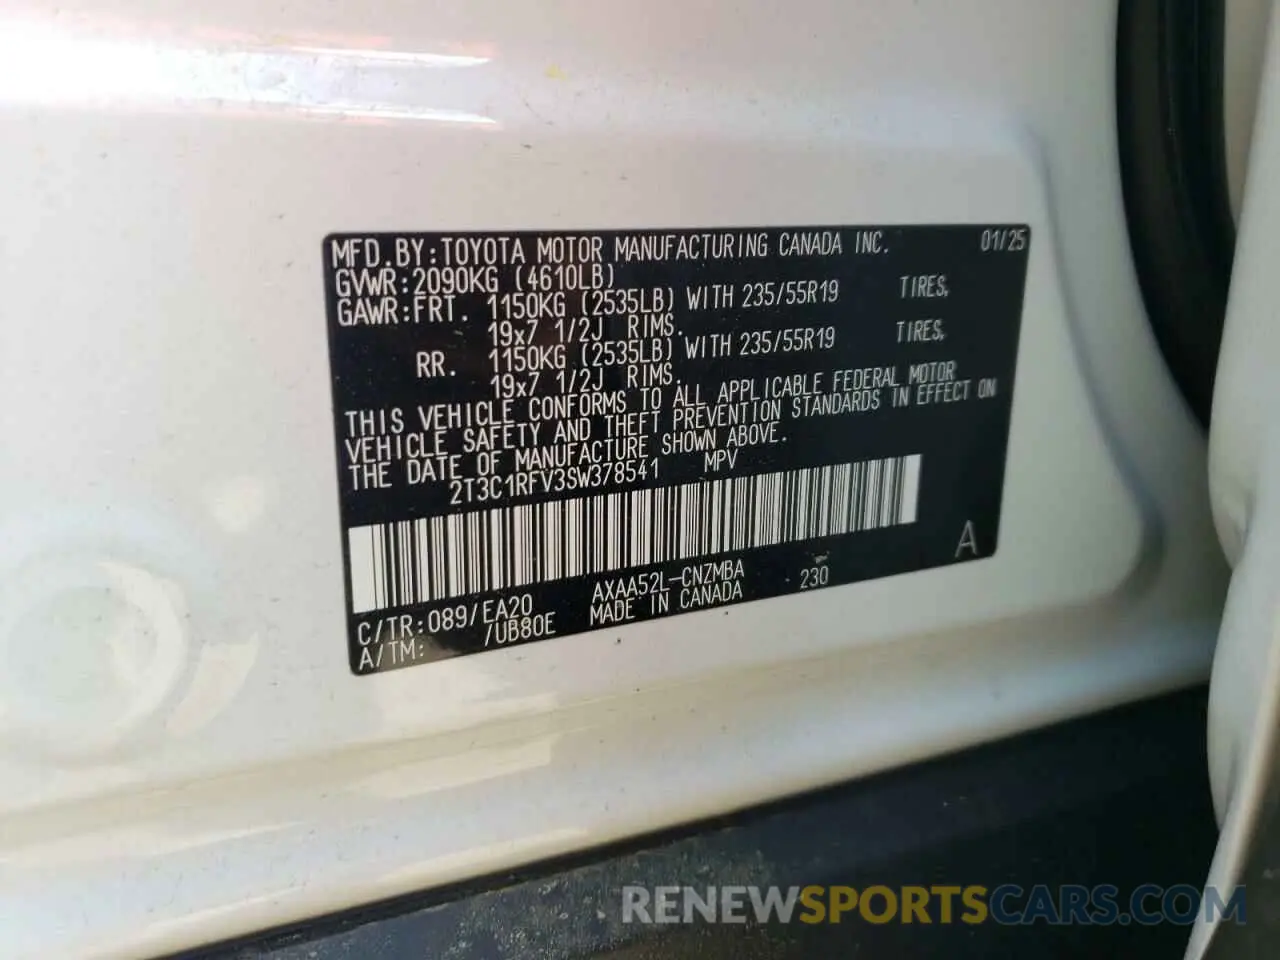 MFD.BY:TOYOTA MOTOR MANUFACTURING CANADA INC. 01/25
GVWR:2090KG (4610LB)
GAWR:FRT. 1150KG (2535LB) WITH 235/55R19 TIRES,
19x7 1/2J RIMS.
RR. 1150KG (2535LB) WITH 235/55R19 TIRES,
19x7 1/2J RIMS.
THIS VEHICLE CONFORMS TO ALL APPLICABLE FEDERAL MOTOR
VEHICLE SAFETY AND THEFT PREVENTION STANDARDS IN EFFECT ON
THE DATE OF MANUFACTURE SHOWN ABOVE.
2T3C1RFV3SW378541 MPV
A
C/TR:089/EA20 AXAA52L-CNZMBA 230
A/TM: /UB80E MADE IN CANADA
RENEWSPORTSCARS.COM